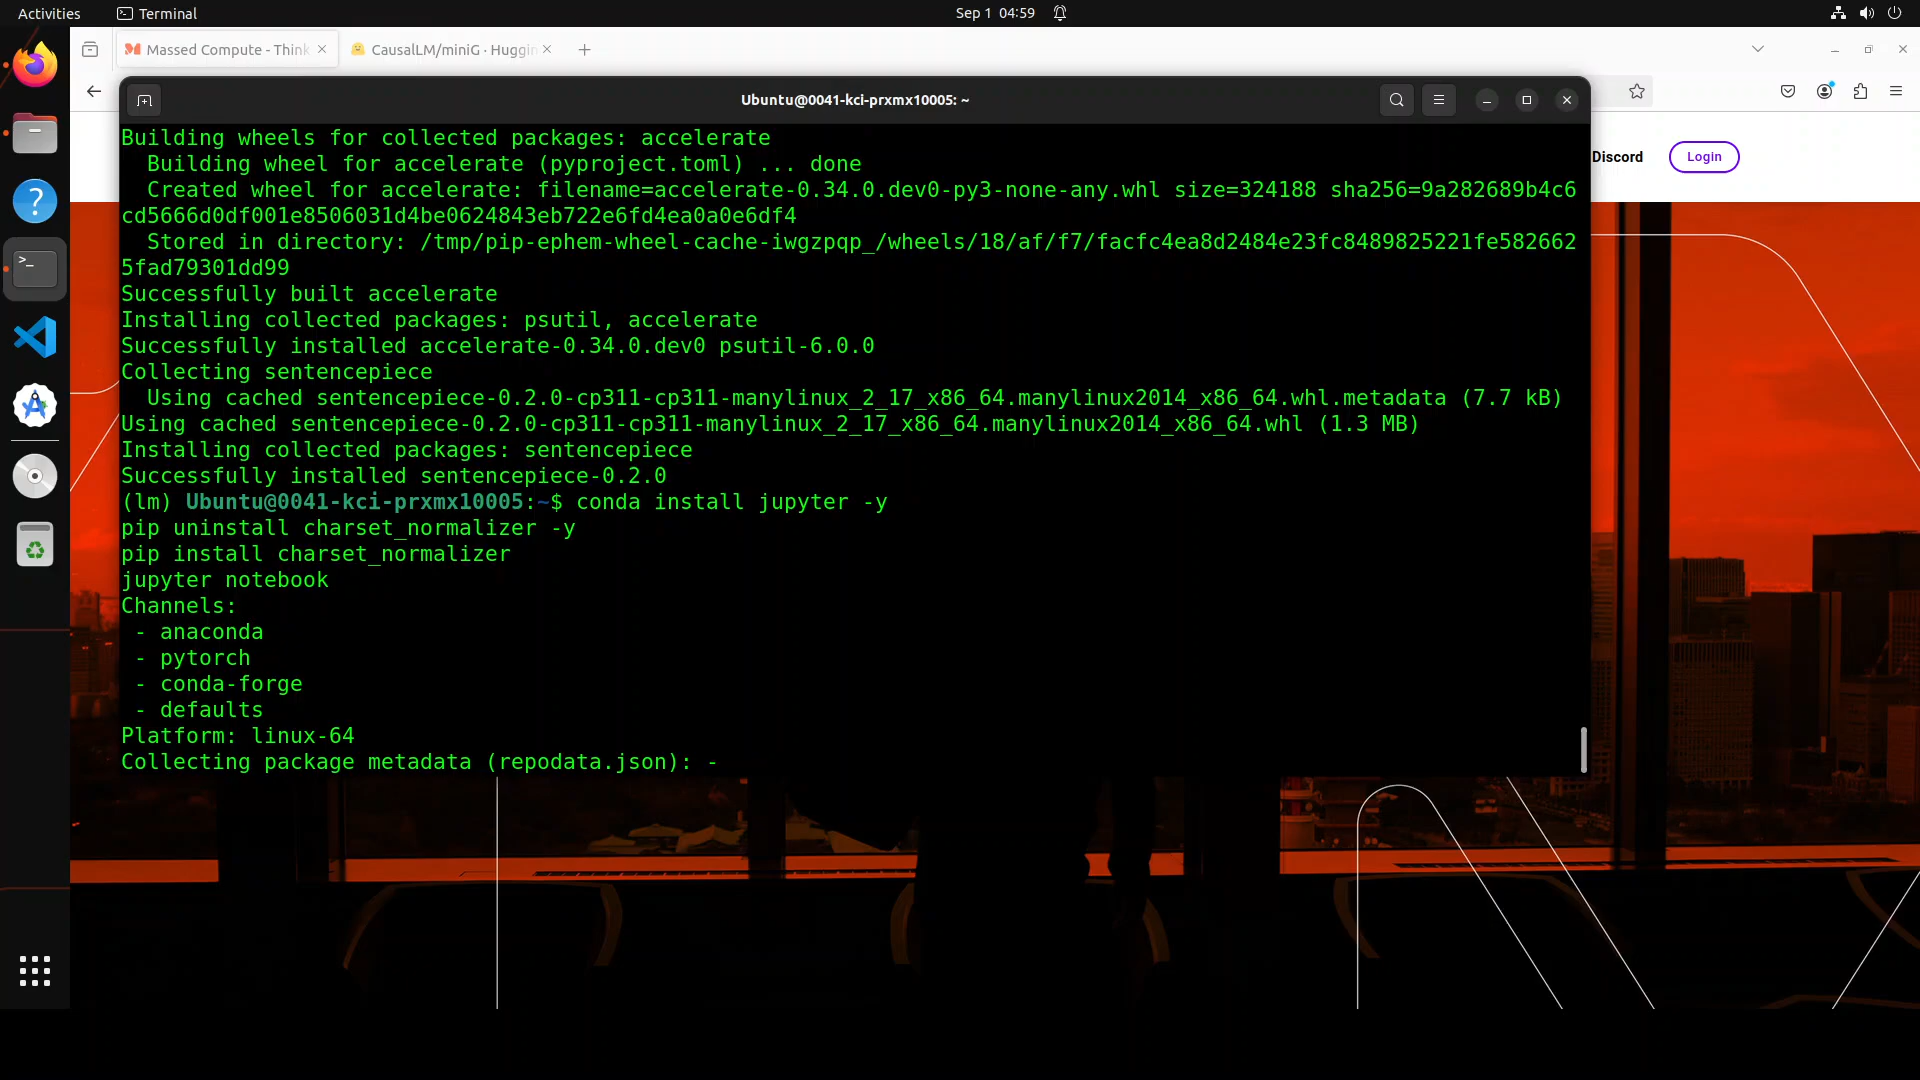 Activities
Terminal
Sep 1 04:59
Massed Compute - Think
CausalLM/miniG · Huggin
Ubuntu@0041-kci-prxmx10005: ~
Discord
Login
Building wheels for collected packages: accelerate
Building wheel for accelerate (pyproject.toml) ... done
Created wheel for accelerate: filename=accelerate-0.34.0.dev0-py3-none-any.whl size=324188 sha256=9a282689b4c6
cd5666d0df001e8506031d4be0624843eb722e6fd4ea0a0e6df4
Stored in directory: /tmp/pip-ephem-wheel-cache-iwgzpqp_/wheels/18/af/f7/facfc4ea8d2484e23fc8489825221fe582662
5fad79301dd99
Successfully built accelerate
Installing collected packages: psutil, accelerate
Successfully installed accelerate-0.34.0.dev0 psutil-6.0.0
Collecting sentencepiece
Using cached sentencepiece-0.2.0-cp311-cp311-manylinux_2_17_x86_64.manylinux2014_x86_64.whl.metadata (7.7 kB)
Using cached sentencepiece-0.2.0-cp311-cp311-manylinux_2_17_x86_64.manylinux2014_x86_64.whl (1.3 MB)
Installing collected packages: sentencepiece
Successfully installed sentencepiece-0.2.0
(lm) Ubuntu@0041-kci-prxmx10005:~$ conda install jupyter -y
pip uninstall charset_normalizer -y
pip install charset_normalizer
jupyter notebook
Channels:
- anaconda
- pytorch
- conda-forge
- defaults
Platform: linux-64
Collecting package metadata (repodata.json): -